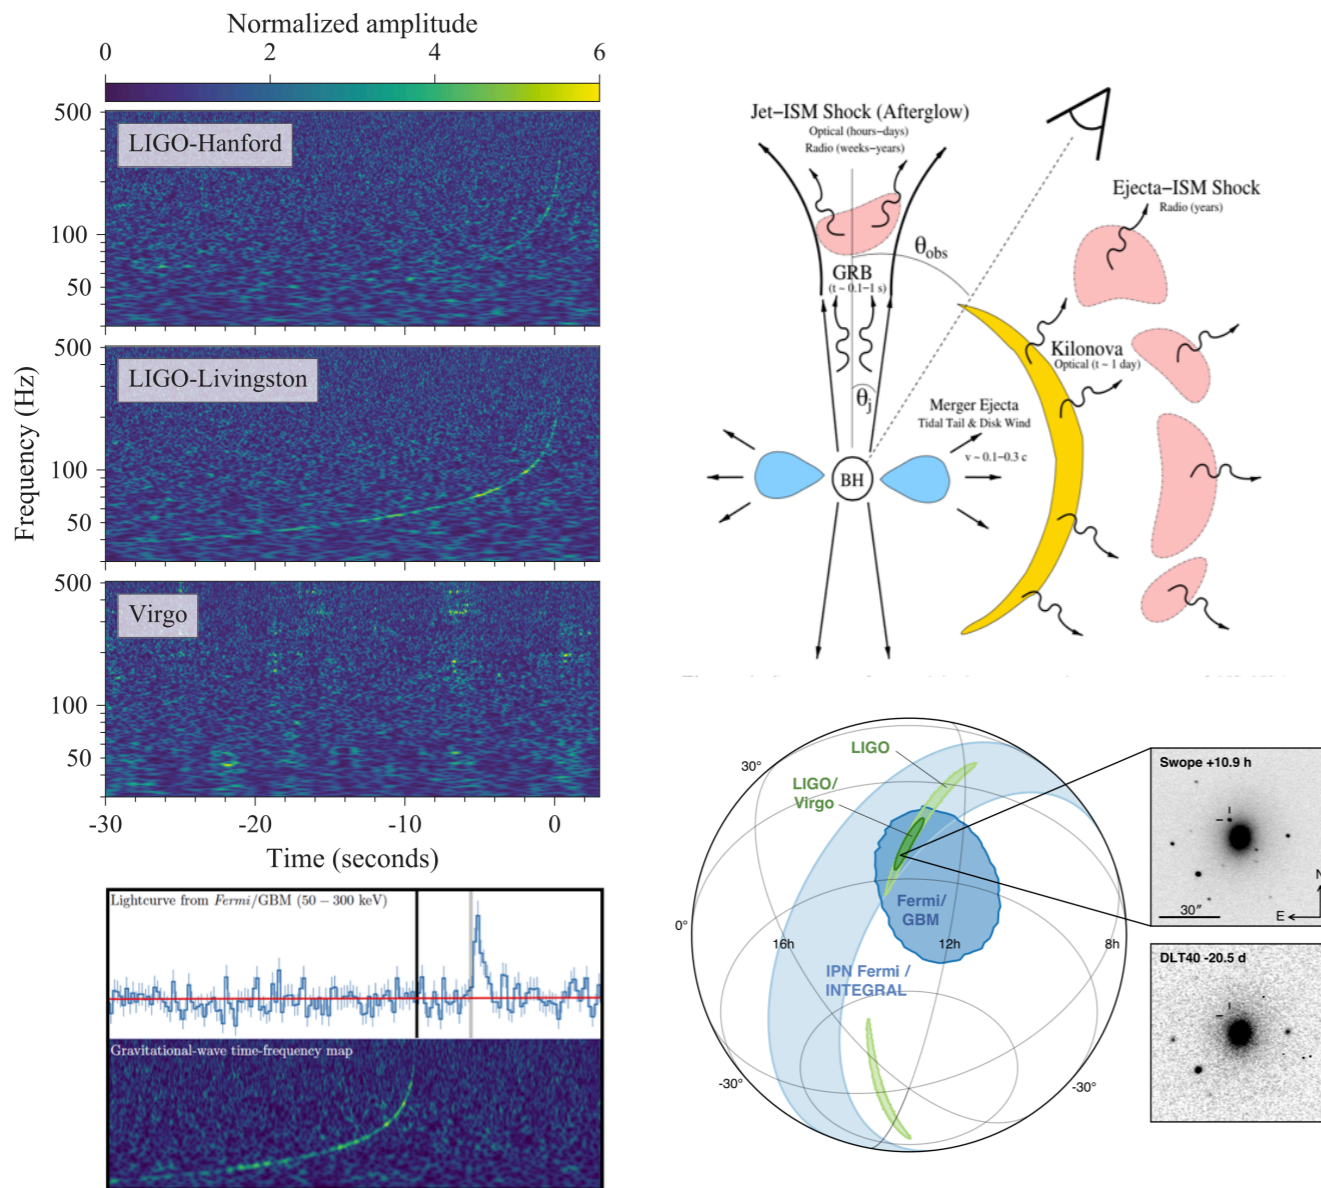 Normalized amplitude
0 2 4 6
500
100
50
LIGO-Hanford
500
100
50
LIGO-Livingston
Frequency (Hz)
500
100
50
Virgo
-30 -20 -10 0
Time (seconds)
Lightcurve from Fermi/GBM (50 – 300 keV)
Gravitational-wave time-frequency map
Jet–ISM Shock (Afterglow)
Optical (hours–days)
Radio (weeks–years)
Ejecta–ISM Shock
Radio (years)
θobs
GRB
(t ~ 0.1–1 s)
Kilonova
Optical (t ~ 1 day)
θj
Merger Ejecta
Tidal Tail & Disk Wind
v ~ 0.1–0.3 c
BH
LIGO
30°
LIGO/
Virgo
Fermi/
GBM
0°
16h 12h 8h
IPN Fermi /
INTEGRAL
-30° -30°
Swope +10.9 h
N
30″ E
DLT40 -20.5 d